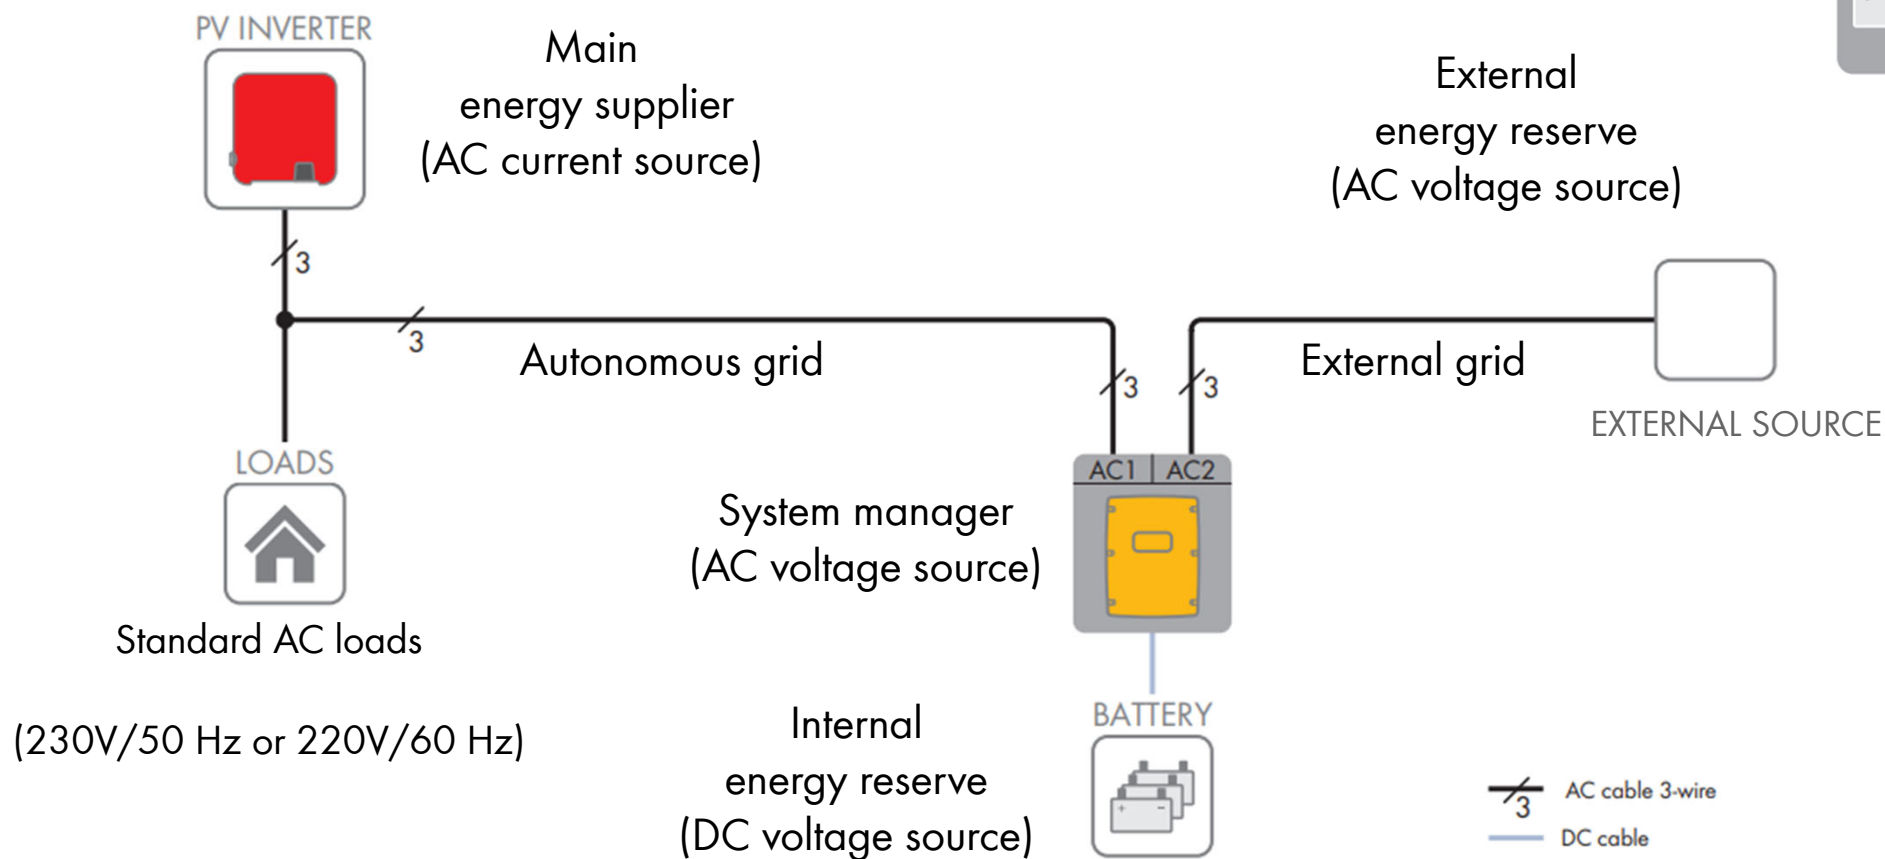 PV INVERTER
Main
energy supplier
(AC current source)
External
energy reserve
(AC voltage source)
3
3
Autonomous grid
3
3
External grid
EXTERNAL SOURCE
LOADS
AC1 AC2
System manager
(AC voltage source)
Standard AC loads
(230V/50 Hz or 220V/60 Hz)
Internal
energy reserve
(DC voltage source)
BATTERY
+ −
3 AC cable 3-wire
DC cable